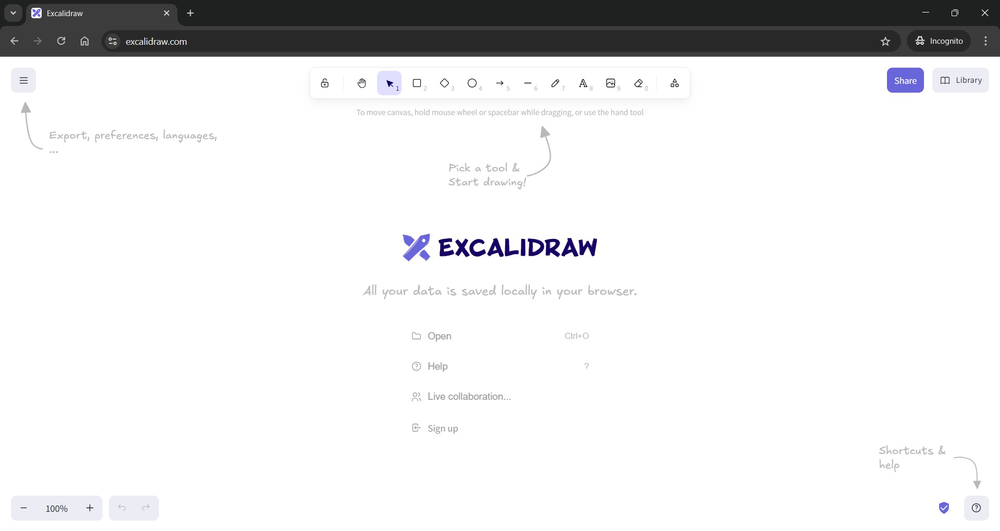 Excalidraw
excalidraw.com
Incognito
1 2 3 4 5 6 7 8 9 0
Share
Library
To move canvas, hold mouse wheel or spacebar while dragging, or use the hand tool
Export, preferences, languages,
...
Pick a tool &
Start drawing!
EXCALIDRAW
All your data is saved locally in your browser.
Open Ctrl+O
Help ?
Live collaboration...
Sign up
Shortcuts &
help
100%